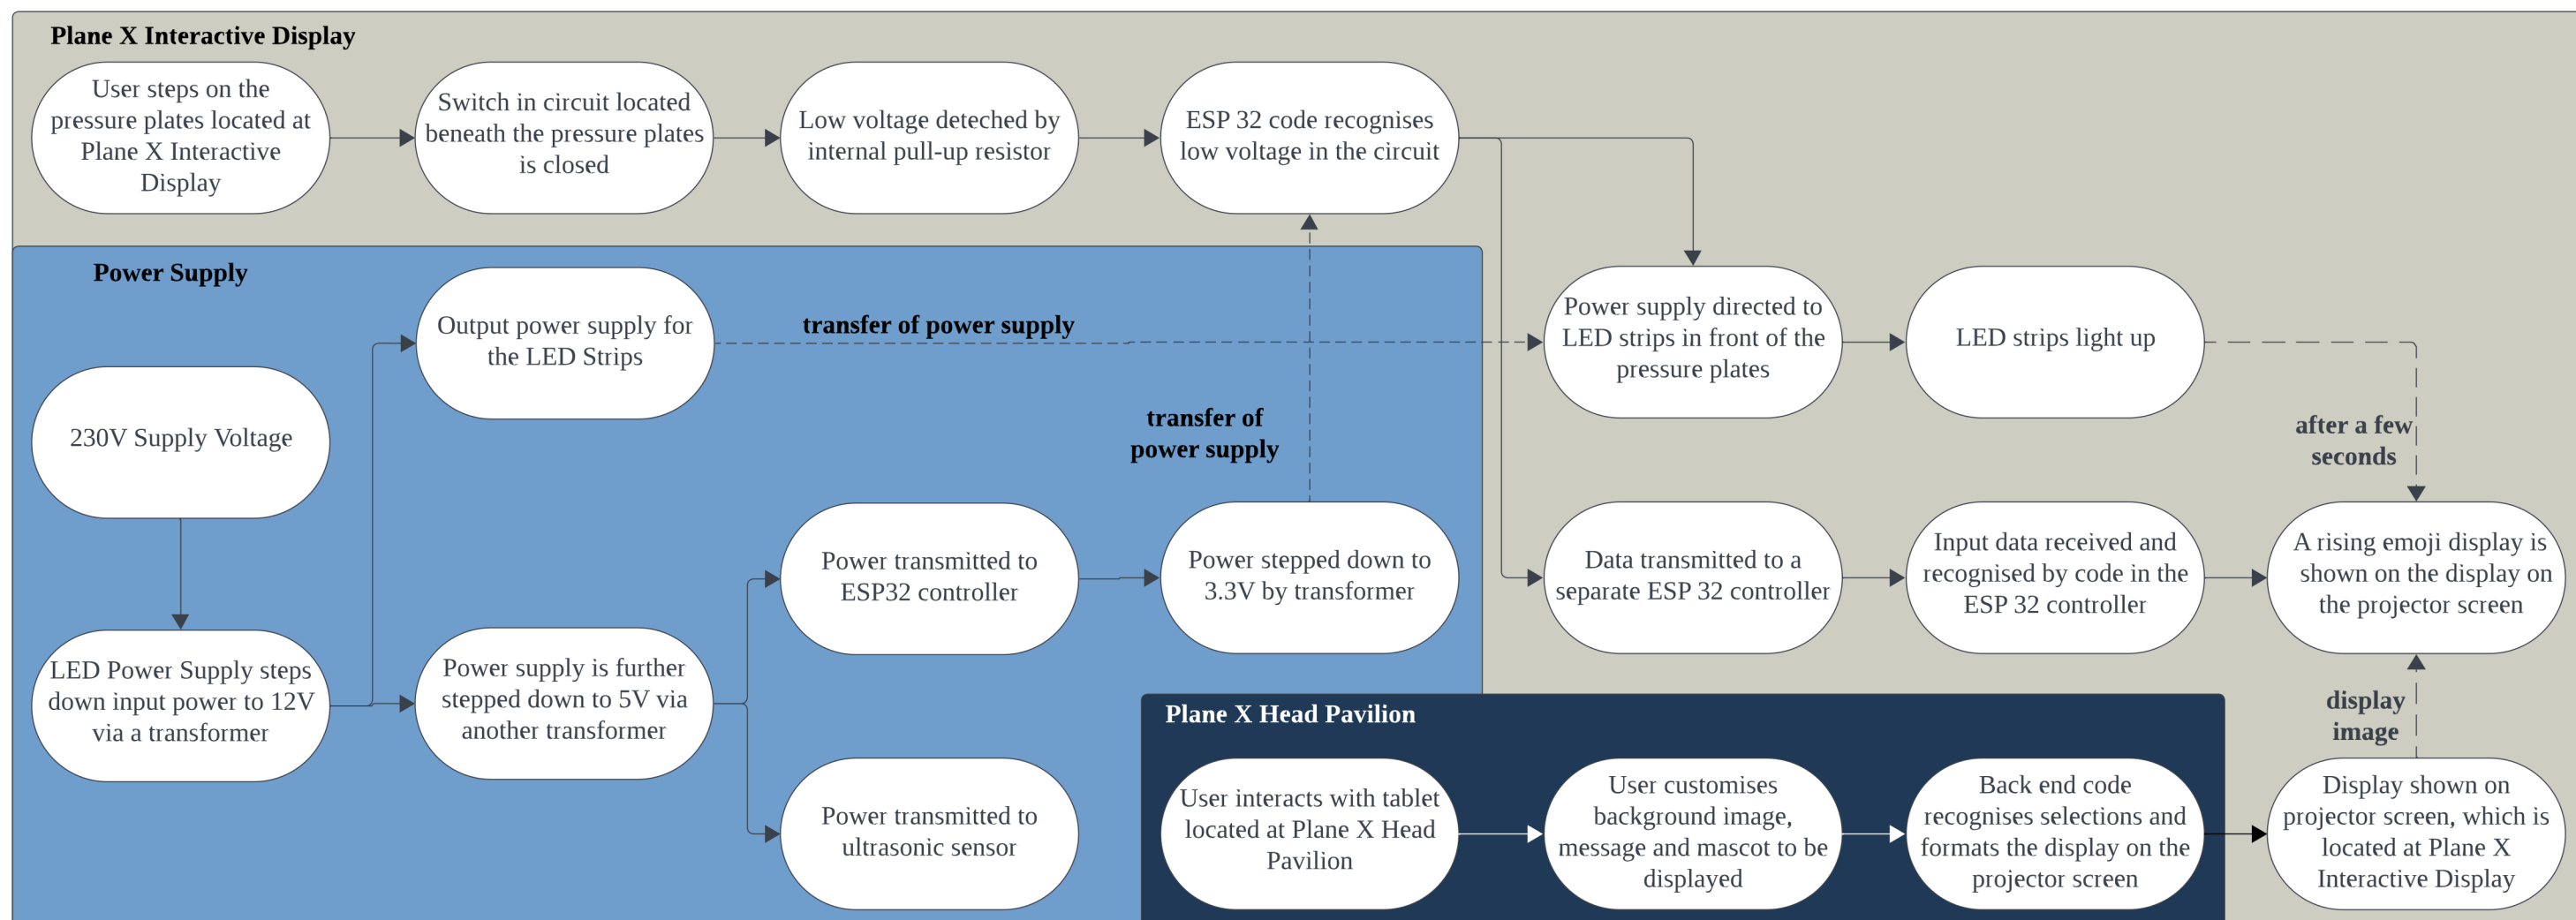 Plane X Interactive Display
User steps on the
pressure plates located at
Plane X Interactive
Display
Switch in circuit located
beneath the pressure plates
is closed
Low voltage deteched by
internal pull-up resistor
ESP 32 code recognises
low voltage in the circuit
Power Supply
Output power supply for
the LED Strips
transfer of power supply
Power supply directed to
LED strips in front of the
pressure plates
LED strips light up
230V Supply Voltage
transfer of
power supply
after a few
seconds
LED Power Supply steps
down input power to 12V
via a transformer
Power supply is further
stepped down to 5V via
another transformer
Power transmitted to
ESP32 controller
Power stepped down to
3.3V by transformer
Data transmitted to a
separate ESP 32 controller
Input data received and
recognised by code in the
ESP 32 controller
A rising emoji display is
shown on the display on
the projector screen
Power transmitted to
ultrasonic sensor
Plane X Head Pavilion
User interacts with tablet
located at Plane X Head
Pavilion
User customises
background image,
message and mascot to be
displayed
Back end code
recognises selections and
formats the display on the
projector screen
display
image
Display shown on
projector screen, which is
located at Plane X
Interactive Display